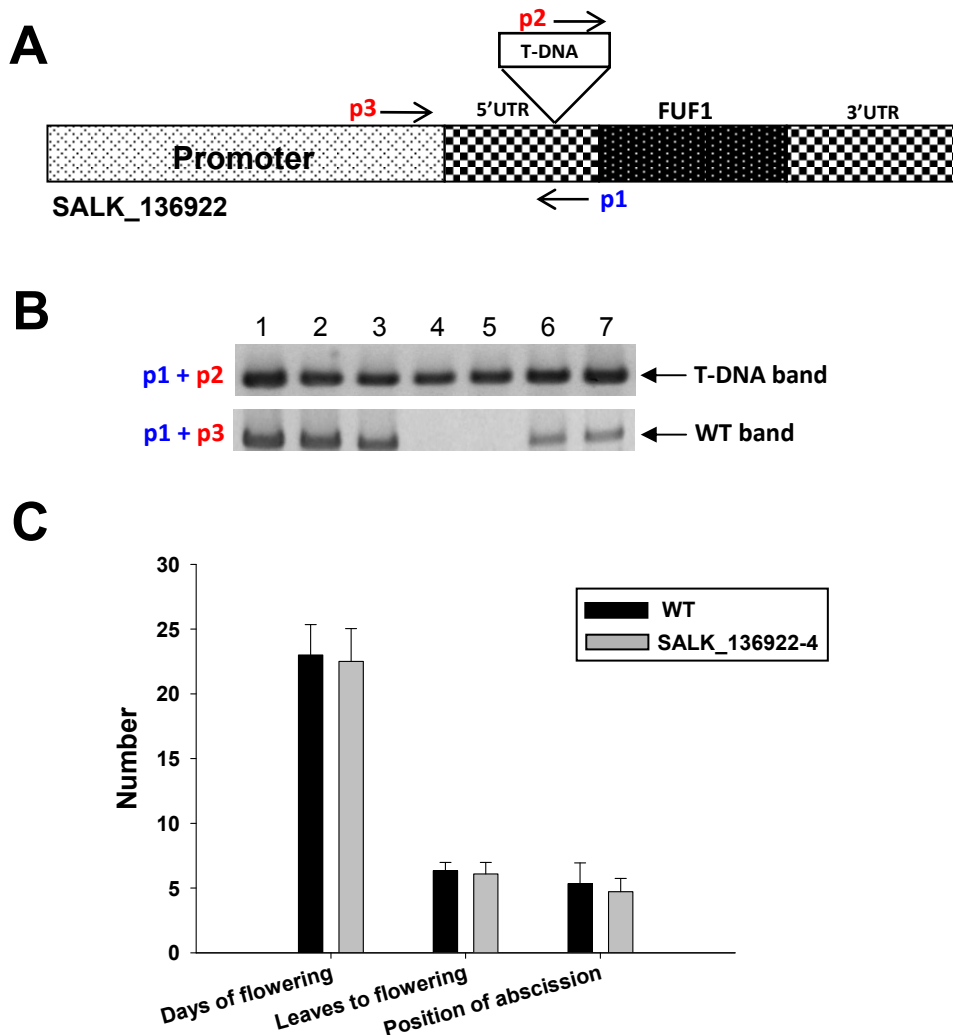 A
p2
T-DNA
p3
5'UTR
FUF1
3'UTR
Promoter
p1
SALK_136922
B
1 2 3 4 5 6 7
p1 + p2
T-DNA band
p1 + p3
WT band
C
30
25
20
15
10
5
0
Number
WT
SALK_136922-4
Days of flowering
Leaves to flowering
Position of abscission